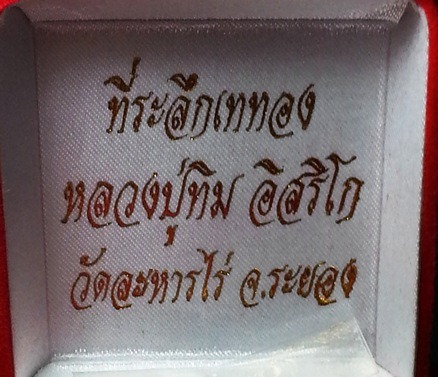 ที่ระลึกเททอง
หลวงปู่ทิม อิสริโก
วัดละหารไร่ จ.ระยอง